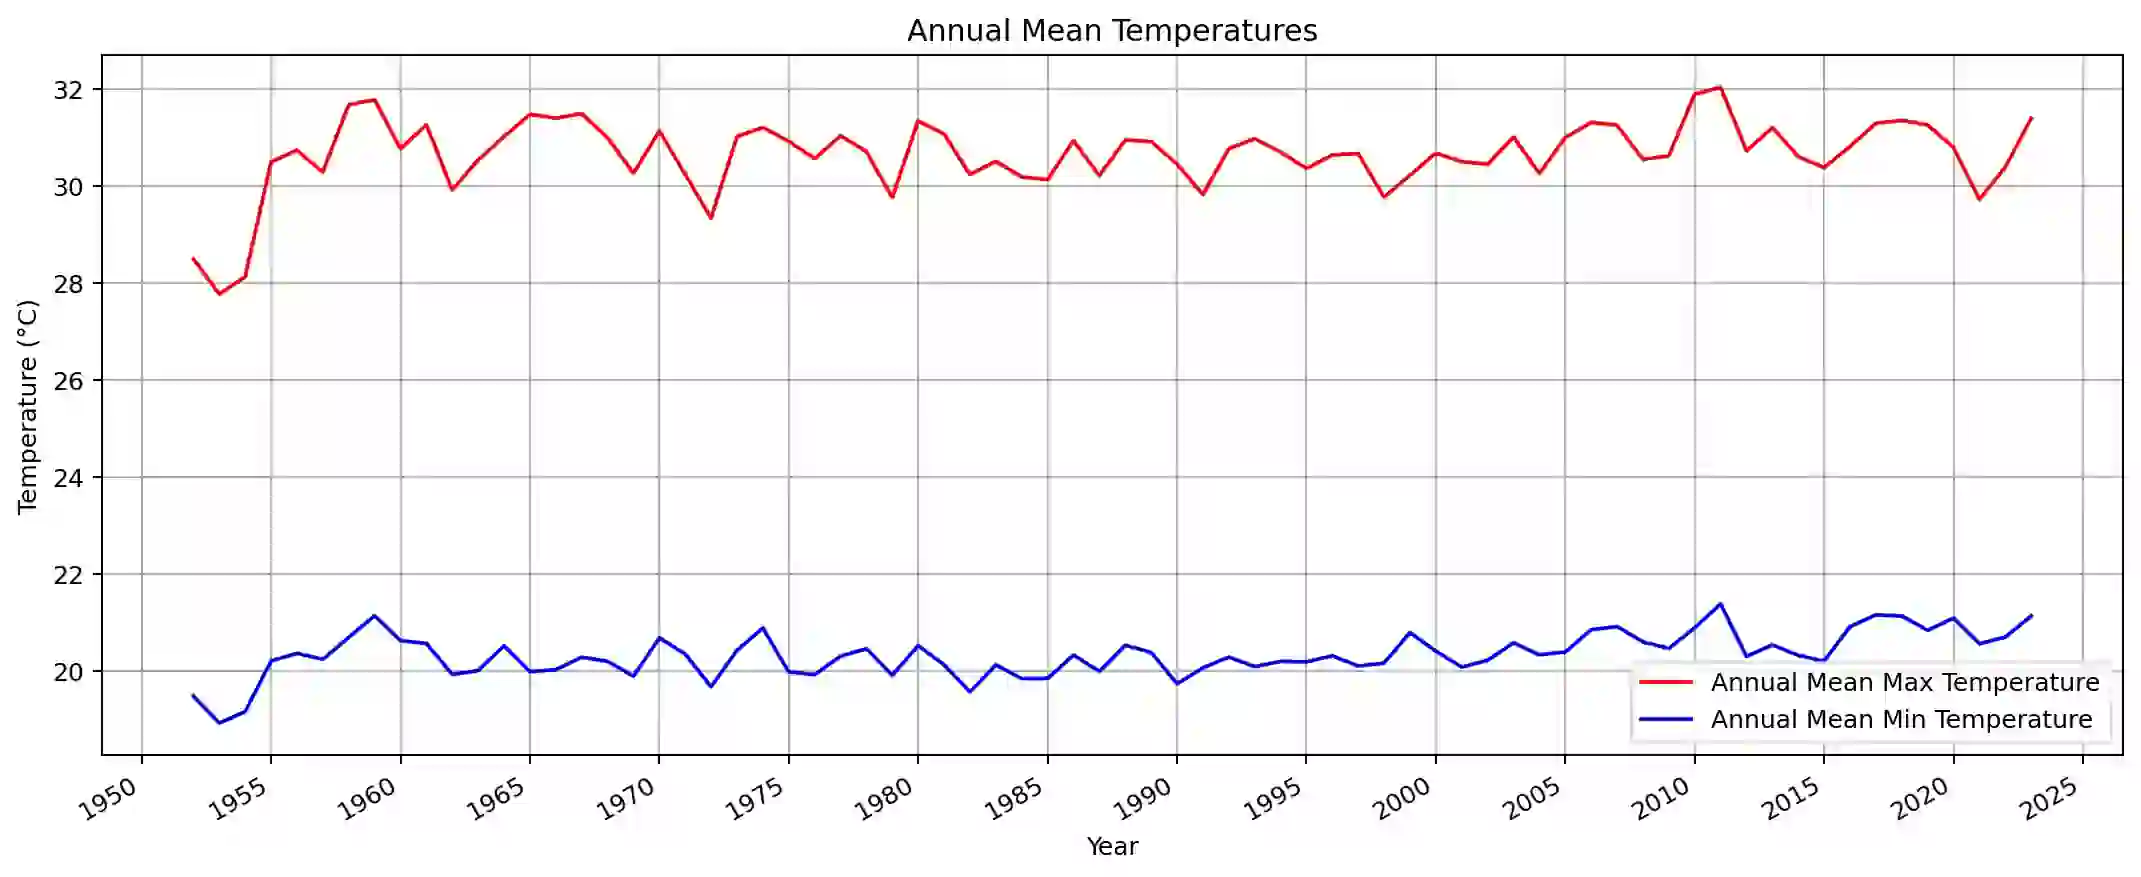 Annual Mean Temperatures
Temperature (°C)
32
30
28
26
24
22
20
Annual Mean Max Temperature
Annual Mean Min Temperature
1950 1955 1960 1965 1970 1975 1980 1985 1990 1995 2000 2005 2010 2015 2020 2025
Year